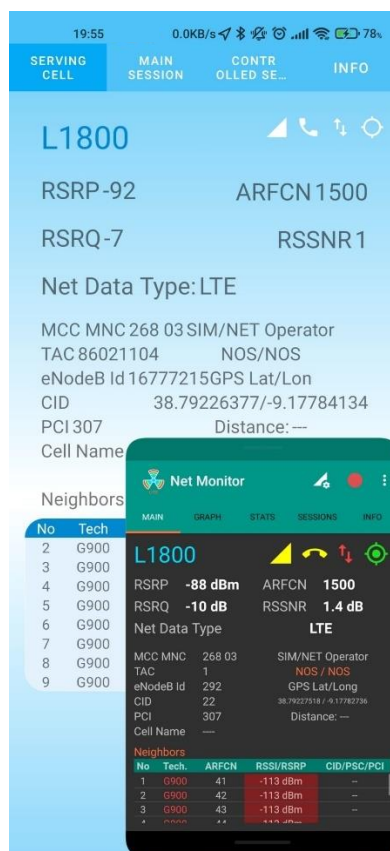 19:55 0.0KB/s 78%
SERVING CELL MAIN SESSION CONTR OLLED SE... INFO
L1800
RSRP-92 ARFCN1500
RSRQ-7 RSSNR1
Net Data Type: LTE
MCC MNC 268 03 SIM/NET Operator
TAC 86021104 NOS/NOS
eNodeB Id 16777215 GPS Lat/Lon
CID 38.79226377/-9.17784134
PCI 307 Distance: ---
Cell Name
Neighbors
No Tech
2 G900
3 G900
4 G900
5 G900
6 G900
7 G900
8 G900
9 G900
Net Monitor
MAIN GRAPH STATS SESSIONS INFO
L1800
RSRP -88 dBm ARFCN 1500
RSRQ -10 dB RSSNR 1.4 dB
Net Data Type LTE
MCC MNC 268 03 SIM/NET Operator
TAC 1 NOS / NOS
eNodeB Id 292 GPS Lat/Long
CID 22 38.79227518 / -9.17782736
PCI 307 Distance: ---
Cell Name ---
Neighbors
No Tech. ARFCN RSSI/RSRP CID/PSC/PCI
1 G900 41 -113 dBm --
2 G900 42 -113 dBm --
3 G900 43 -113 dBm --